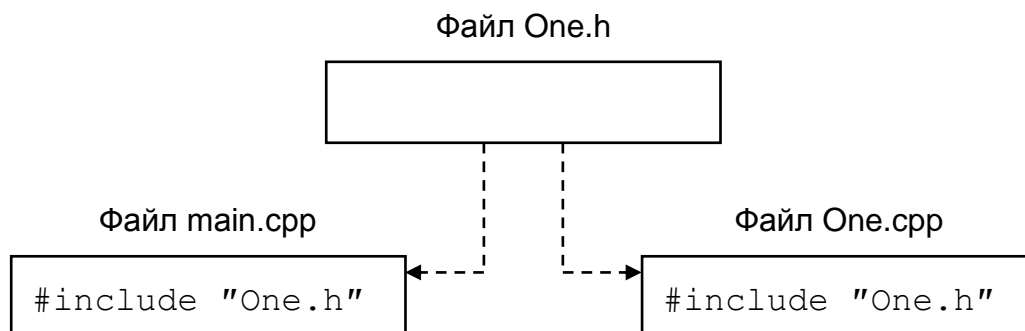 Файл One.h
Файл main.cpp
Файл One.cpp
#include "One.h"
#include "One.h"